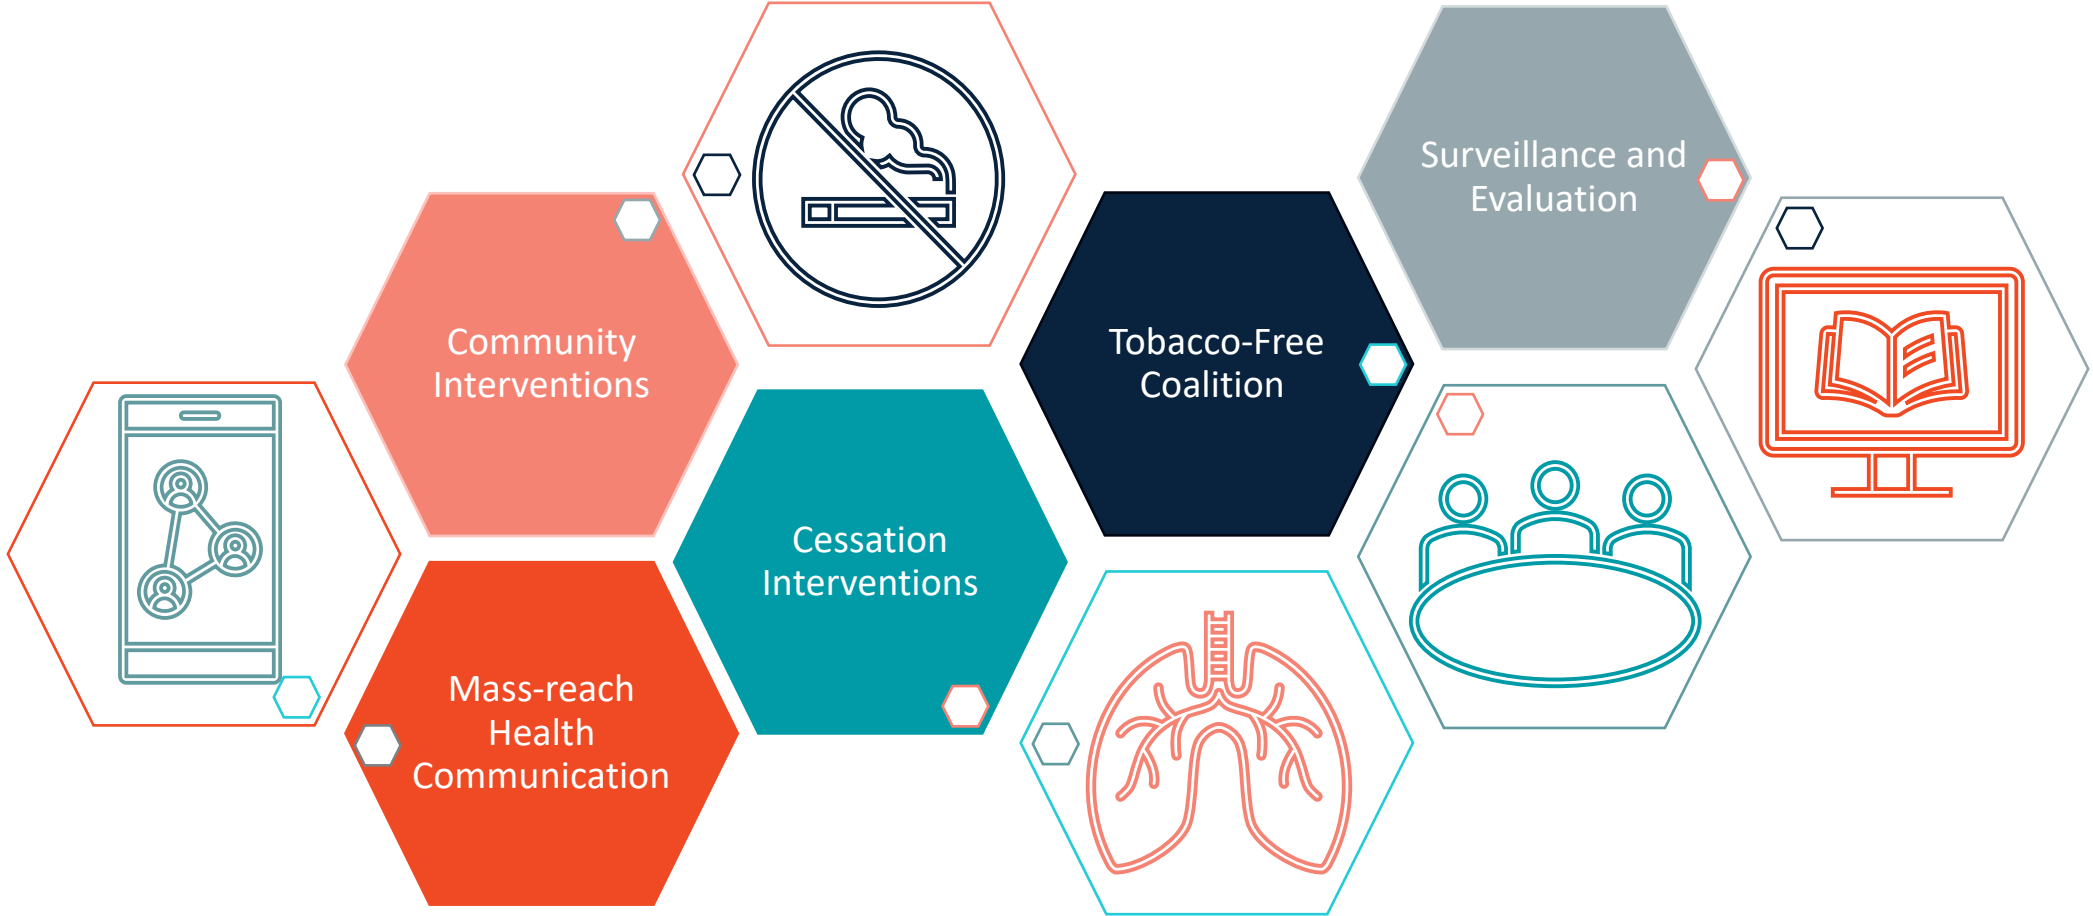 Community
Interventions
Mass-reach
Health
Communication
Cessation
Interventions
Tobacco-Free
Coalition
Surveillance and
Evaluation